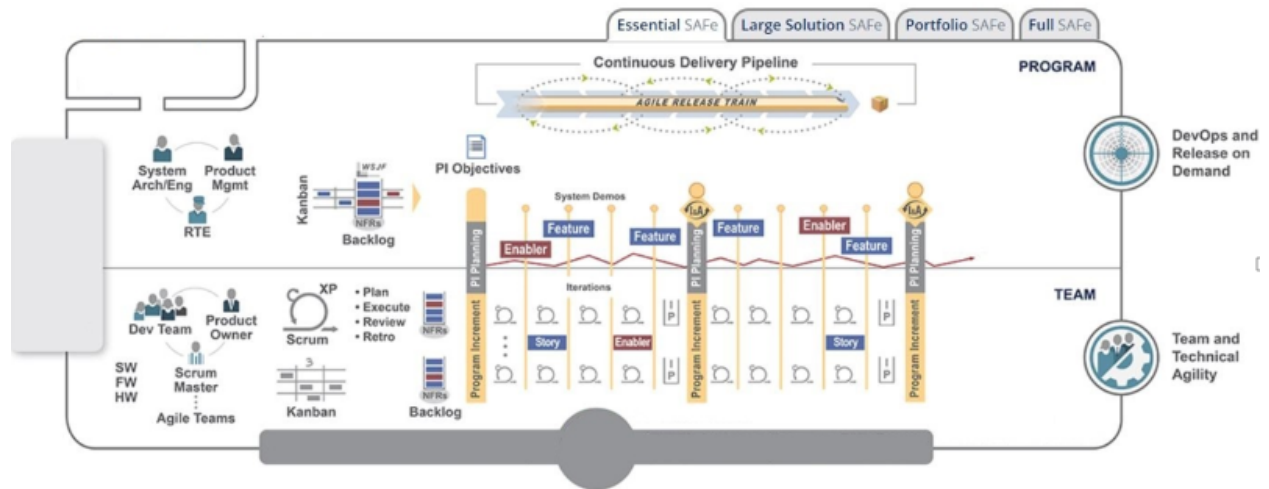 Essential SAFe
Large Solution SAFe
Portfolio SAFe
Full SAFe
Continuous Delivery Pipeline
AGILE RELEASE TRAIN
PROGRAM
DevOps and
Release on
Demand
System
Arch/Eng
Product
Mgmt
RTE
Kanban
WSJF
NFRs
Backlog
PI Objectives
System Demos
PI Planning
Enabler
Feature
Feature
I&A
PI Planning
Feature
Enabler
Feature
I&A
PI Planning
TEAM
Dev Team
Product
Owner
Scrum
Master
SW
FW
HW
Agile Teams
XP
Scrum
• Plan
• Execute
• Review
• Retro
3
Kanban
NFRs
NFRs
Backlog
Iterations
Program Increment
Story
Enabler
I
P
I
P
Program Increment
Story
I
P
I
P
Program Increment
Team and
Technical
Agility